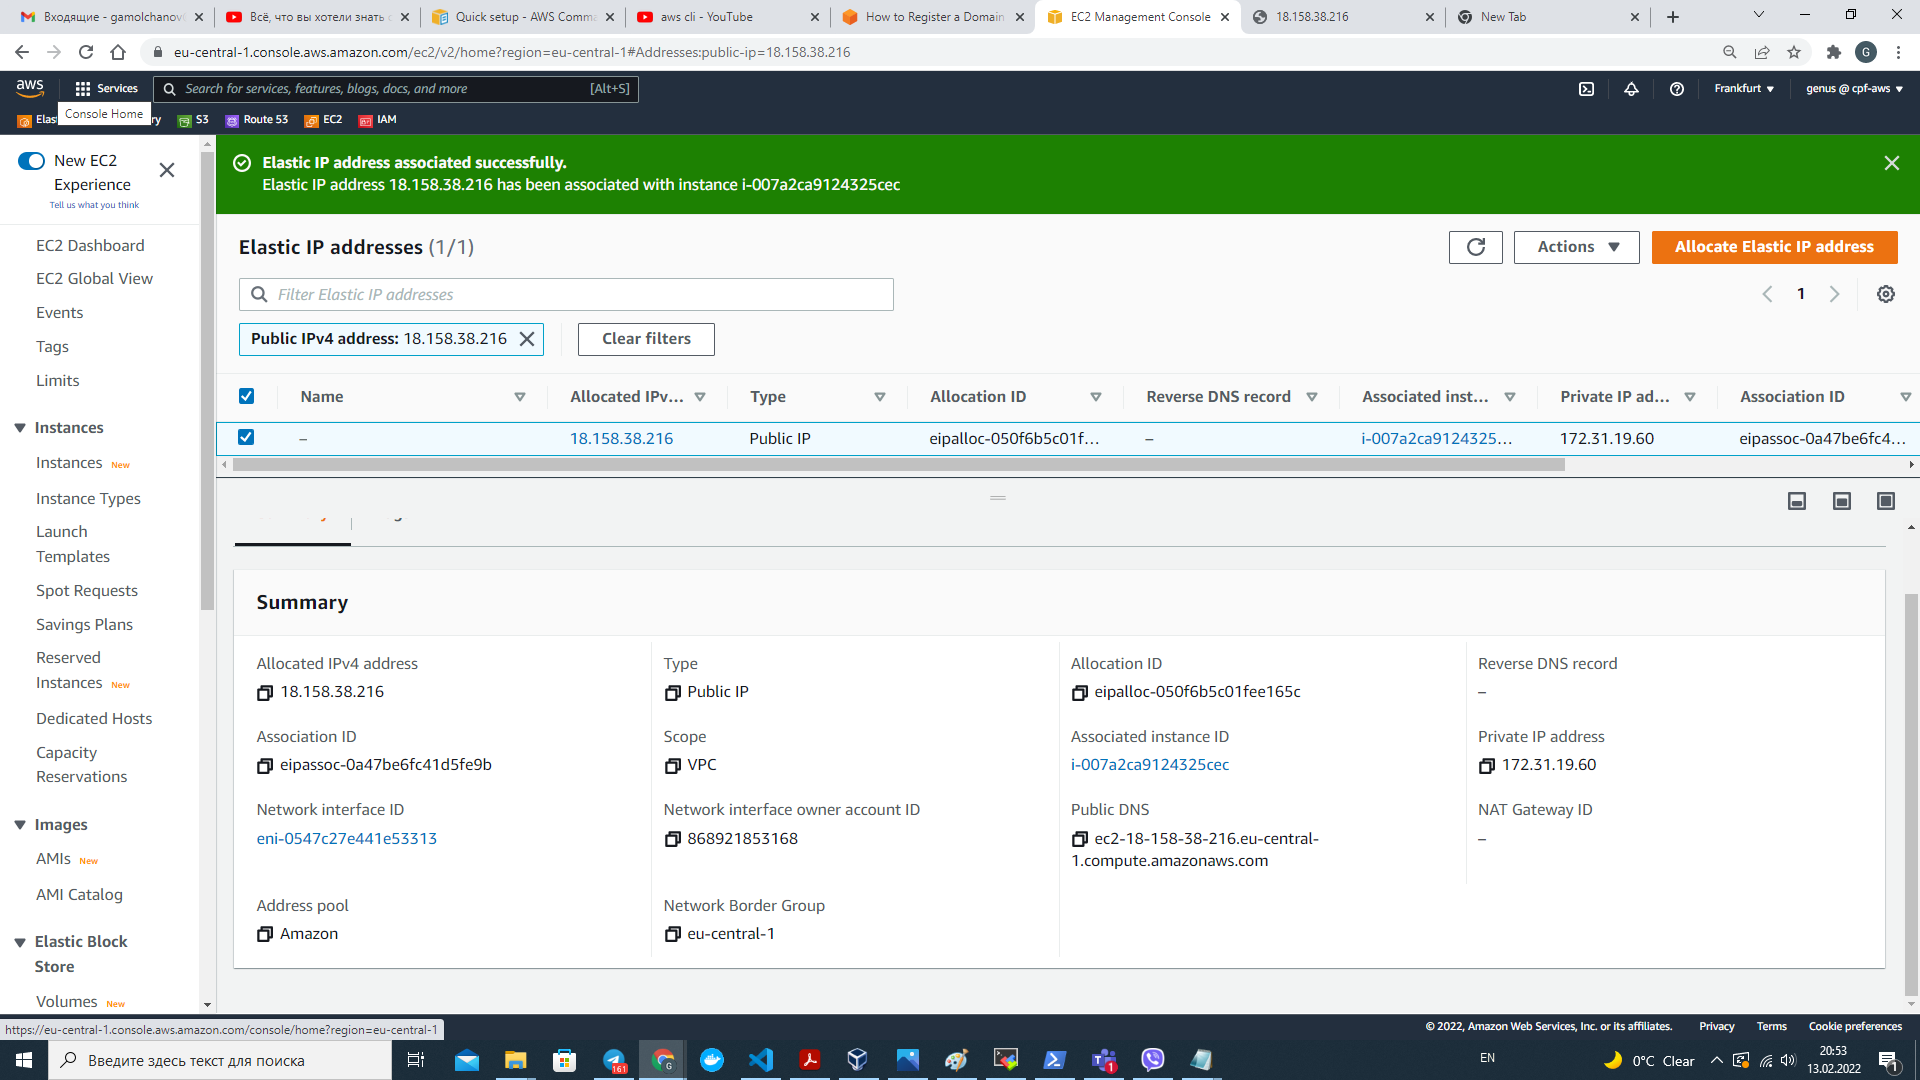 Входящие - gamolchanov
Всё, что вы хотели знать
Quick setup - AWS Comma
aws cli - YouTube
How to Register a Domain
EC2 Management Console
18.158.38.216
New Tab
eu-central-1.console.aws.amazon.com/ec2/v2/home?region=eu-central-1#Addresses:public-ip=18.158.38.216
G
aws
Services
Search for services, features, blogs, docs, and more
[Alt+S]
Frankfurt
genus @ cpf-aws
Console Home
S3
Route 53
EC2
IAM
New EC2
Experience
Tell us what you think
EC2 Dashboard
EC2 Global View
Events
Tags
Limits
Instances
Instances New
Instance Types
Launch
Templates
Spot Requests
Savings Plans
Reserved
Instances New
Dedicated Hosts
Capacity
Reservations
Images
AMIs New
AMI Catalog
Elastic Block
Store
Volumes New
Elastic IP address associated successfully.
Elastic IP address 18.158.38.216 has been associated with instance i-007a2ca9124325cec
Elastic IP addresses (1/1)
Actions
Allocate Elastic IP address
Filter Elastic IP addresses
1
Public IPv4 address: 18.158.38.216
Clear filters
Name
Allocated IPv...
Type
Allocation ID
Reverse DNS record
Associated inst...
Private IP ad...
Association ID
–
18.158.38.216
Public IP
eipalloc-050f6b5c01f...
–
i-007a2ca9124325...
172.31.19.60
eipassoc-0a47be6fc4...
Summary
Allocated IPv4 address
18.158.38.216
Type
Public IP
Allocation ID
eipalloc-050f6b5c01fee165c
Reverse DNS record
–
Association ID
eipassoc-0a47be6fc41d5fe9b
Scope
VPC
Associated instance ID
i-007a2ca9124325cec
Private IP address
172.31.19.60
Network interface ID
eni-0547c27e441e53313
Network interface owner account ID
868921853168
Public DNS
ec2-18-158-38-216.eu-central-
1.compute.amazonaws.com
NAT Gateway ID
–
Address pool
Amazon
Network Border Group
eu-central-1
https://eu-central-1.console.aws.amazon.com/console/home?region=eu-central-1
© 2022, Amazon Web Services, Inc. or its affiliates.
Privacy
Terms
Cookie preferences
Введите здесь текст для поиска
161
G
1
EN
0°C Clear
20:53
13.02.2022
1